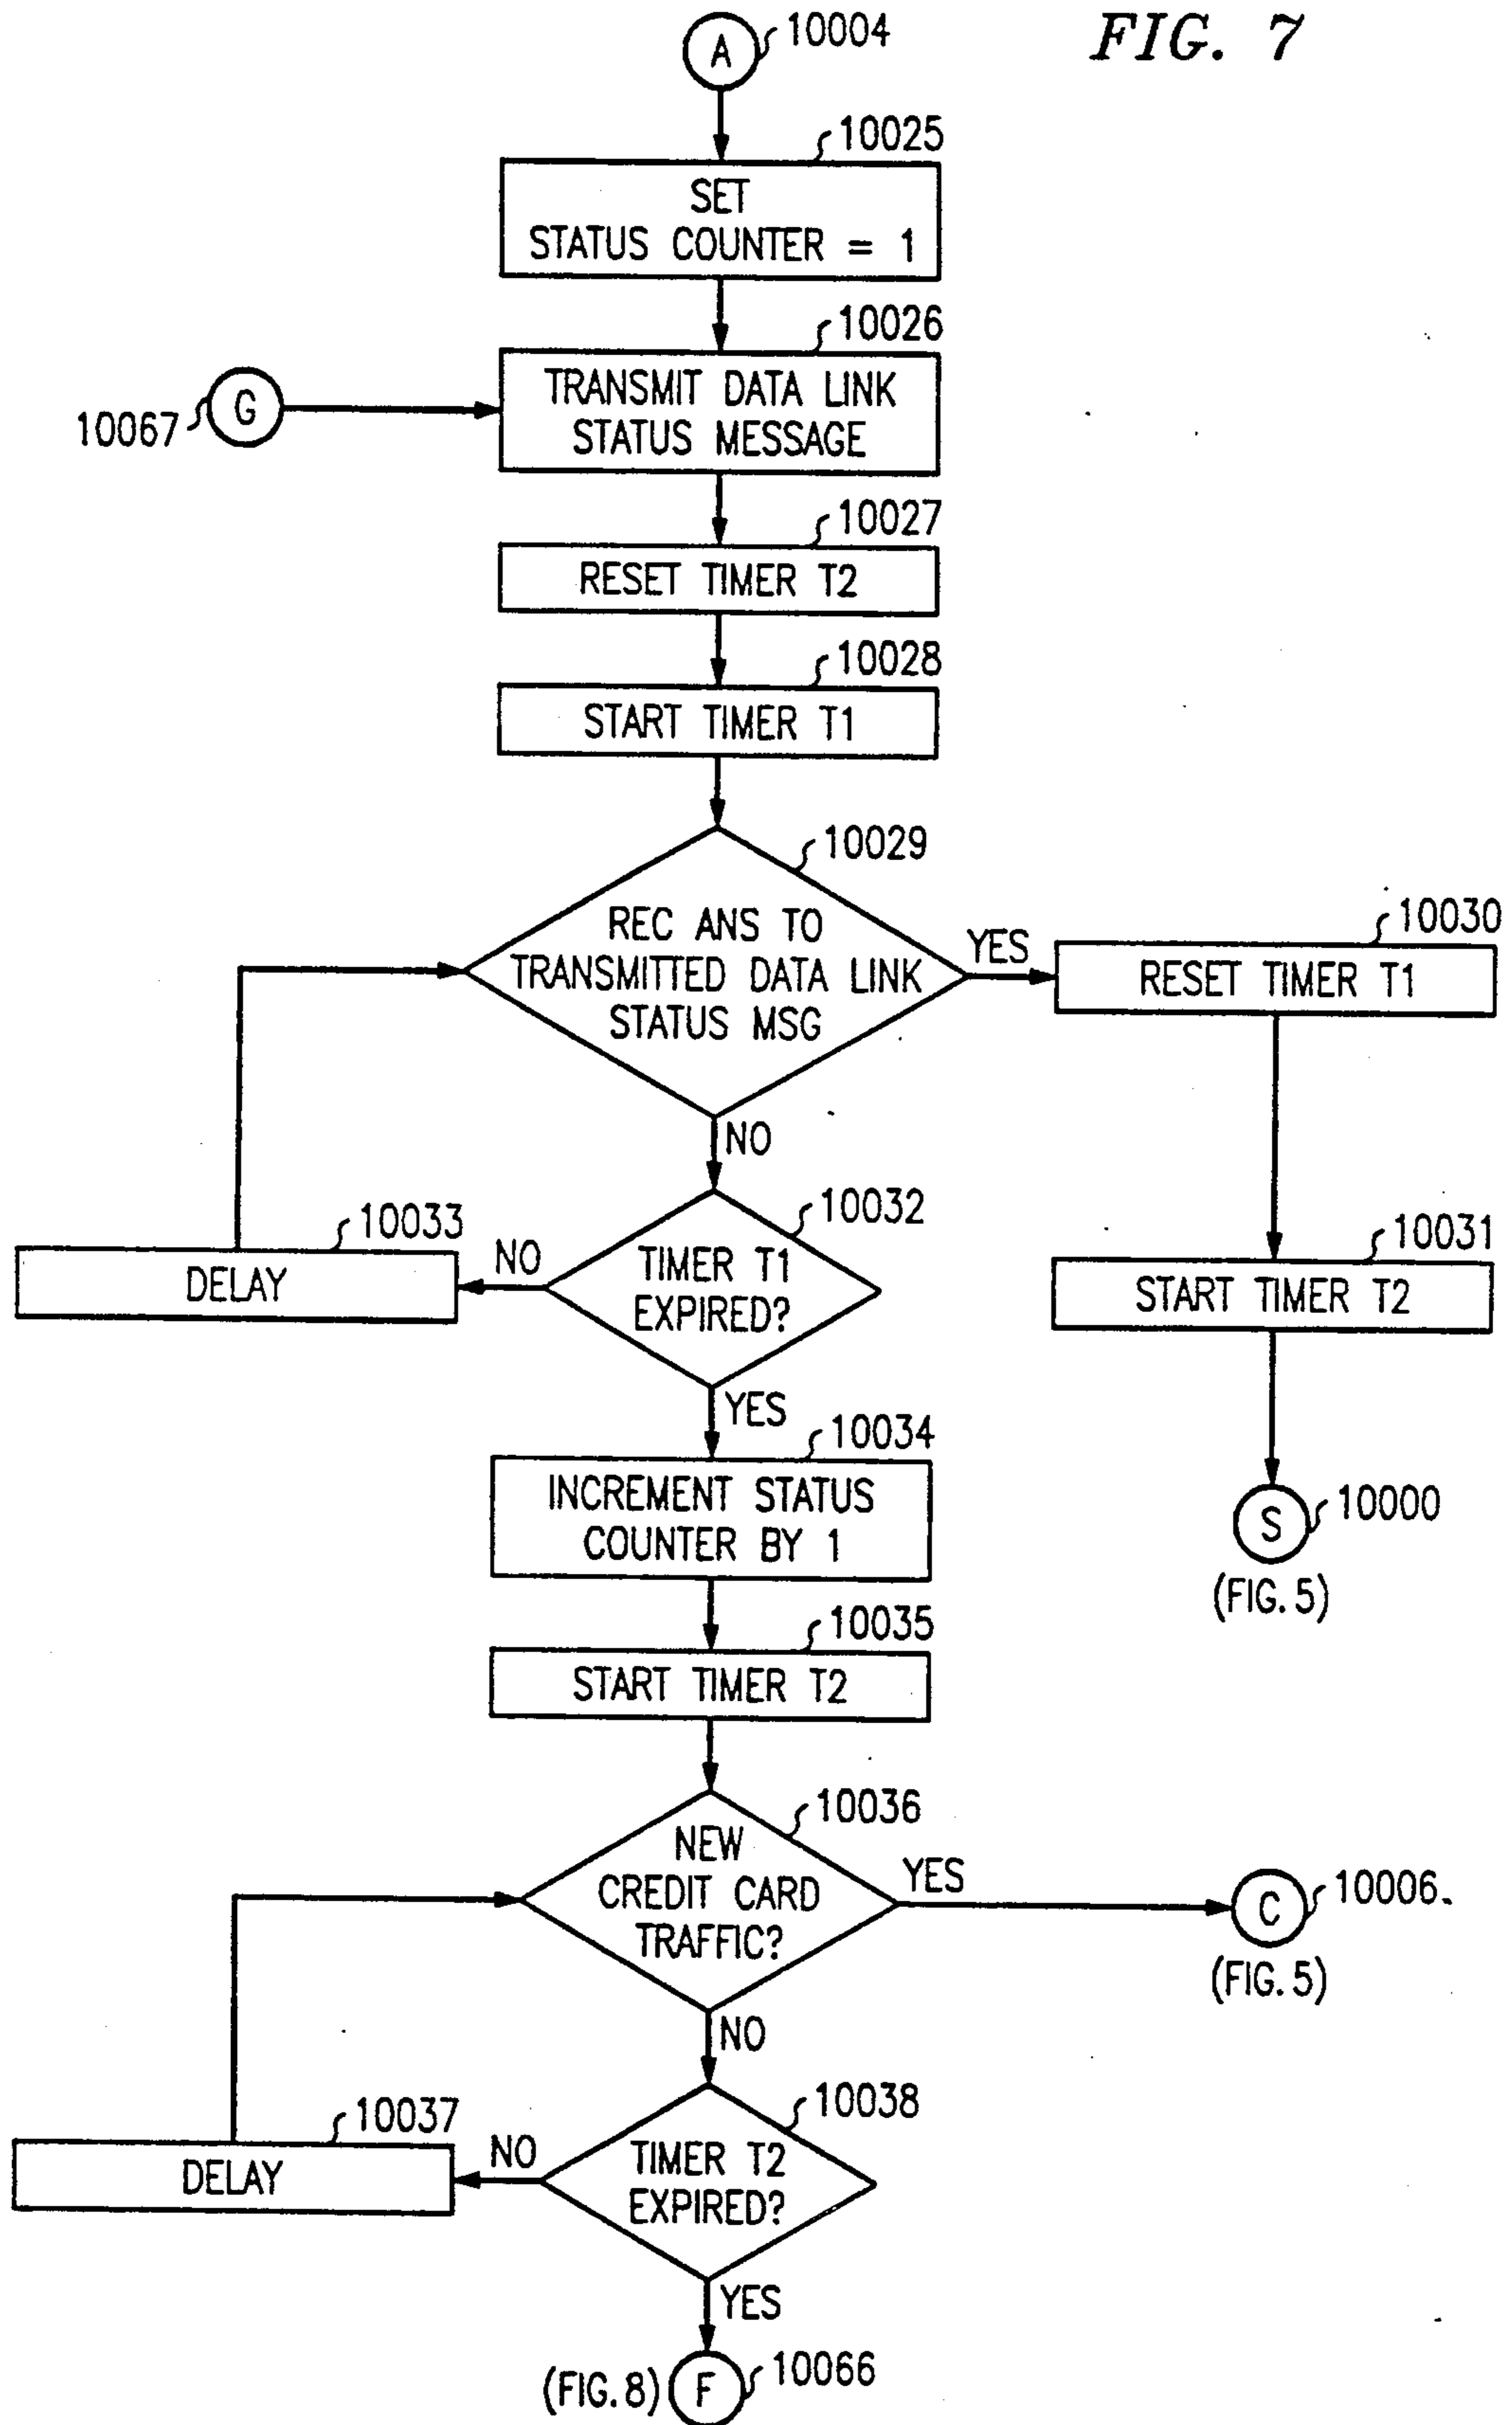 FIG. 7
A
10004
10025
SET
STATUS COUNTER = 1
10026
TRANSMIT DATA LINK
STATUS MESSAGE
10067
G
10027
RESET TIMER T2
10028
START TIMER T1
10029
REC ANS TO
TRANSMITTED DATA LINK
STATUS MSG
YES
10030
RESET TIMER T1
NO
10032
TIMER T1
EXPIRED?
NO
10033
DELAY
10031
START TIMER T2
S
10000
(FIG. 5)
YES
10034
INCREMENT STATUS
COUNTER BY 1
10035
START TIMER T2
10036
NEW
CREDIT CARD
TRAFFIC?
YES
C
10006.
(FIG. 5)
NO
10038
TIMER T2
EXPIRED?
NO
10037
DELAY
YES
(FIG. 8)
F
10066